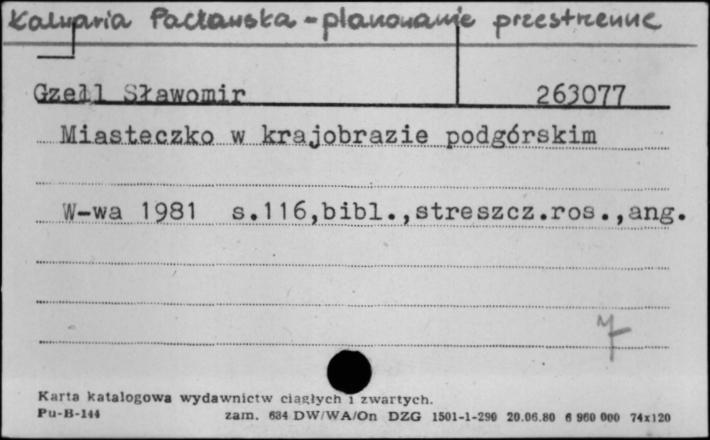 Kalwaria Pacławska - planowanie przestrzenne
Gzell Sławomir 263077
Miasteczko w krajobrazie podgórskim
W-wa 1981 s.116,bibl.,streszcz.ros.,ang.
Karta katalogowa wydawnictw ciągłych i zwartych.
Pu-B-144 zam. 684 DW/WA/On DZG 1501-1-290 20.06.80 6 960 000 74x120